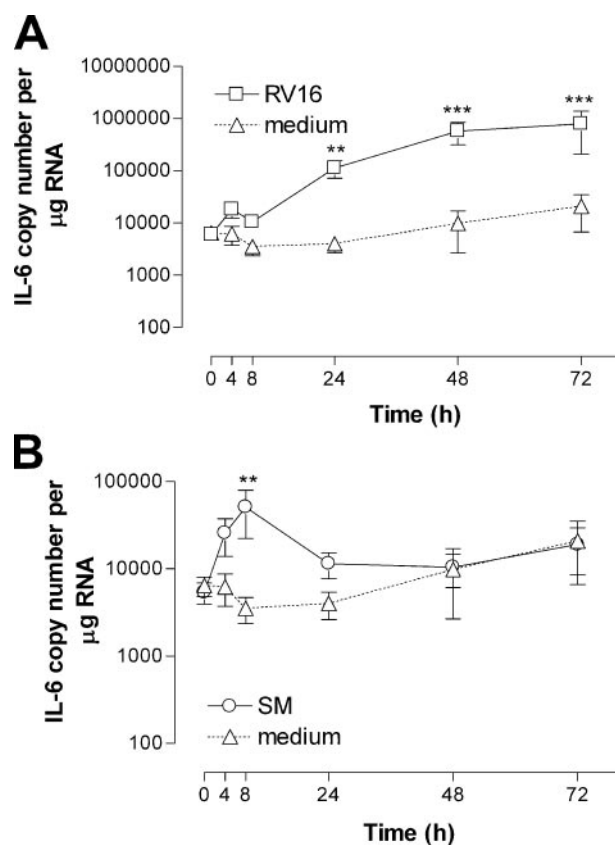 A
IL-6 copy number per
µg RNA
10000000
1000000
100000
10000
1000
100
RV16
medium
**
***
***
0 4 8 24 48 72
Time (h)
B
IL-6 copy number per
µg RNA
100000
10000
1000
100
**
SM
medium
0 4 8 24 48 72
Time (h)